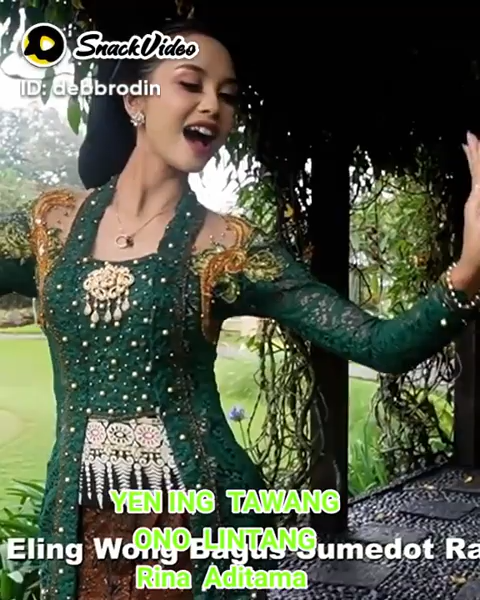 SnackVideo
ID: deBbrodin
YEN ING TAWANG
ONO LINTANG
Eling Wong Bagus Sumedot Ra
Rina Aditama